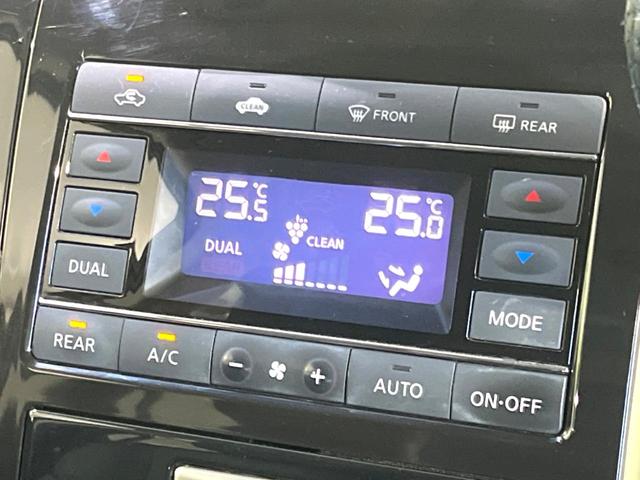 CLEAN
FRONT
REAR
25.5°C
25.0°C
DUAL
CLEAN
DUAL
MODE
REAR
A/C
−
+
AUTO
ON·OFF